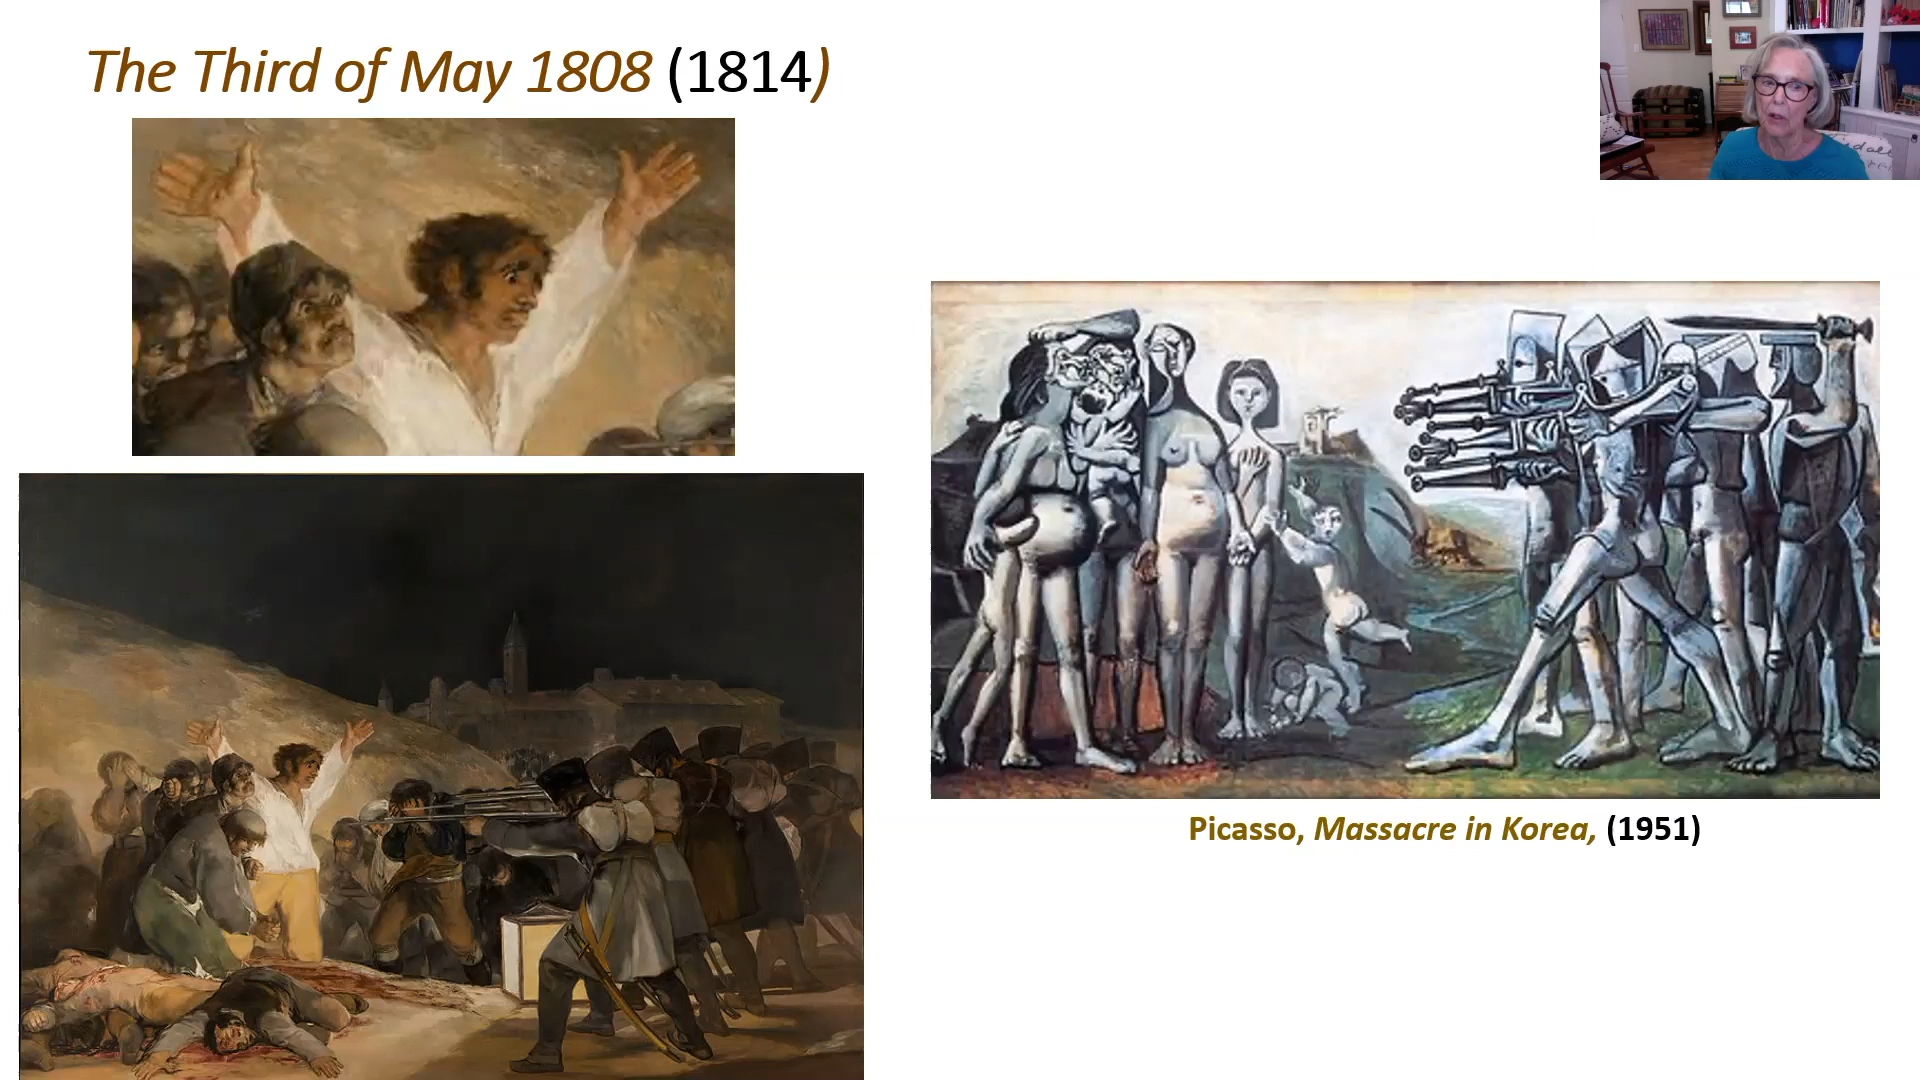 The Third of May 1808 (1814)
Picasso, Massacre in Korea, (1951)